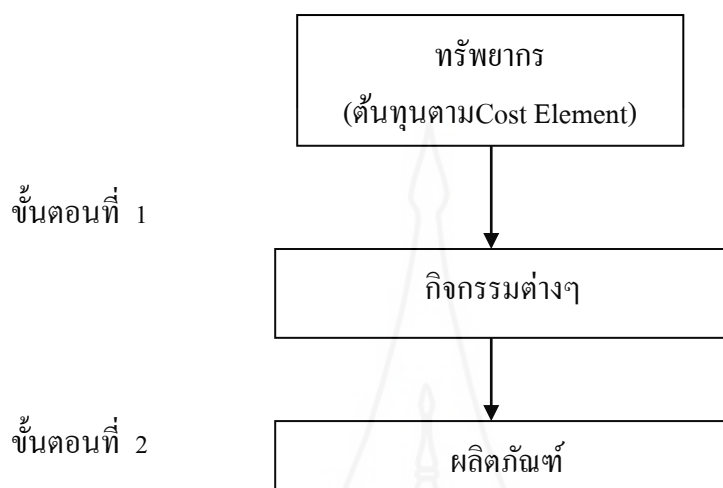 ทรัพยากร
(ต้นทุนตามCost Element)
ขั้นตอนที่ 1
กิจกรรมต่างๆ
ขั้นตอนที่ 2
ผลิตภัณฑ์